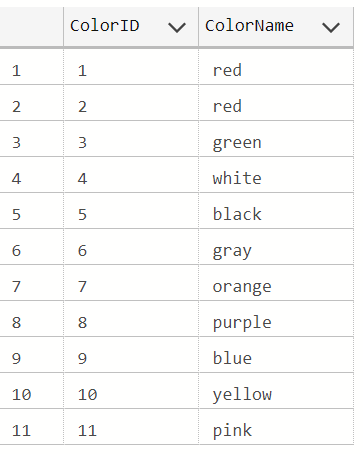 ColorID ColorName
1 1 red
2 2 red
3 3 green
4 4 white
5 5 black
6 6 gray
7 7 orange
8 8 purple
9 9 blue
10 10 yellow
11 11 pink